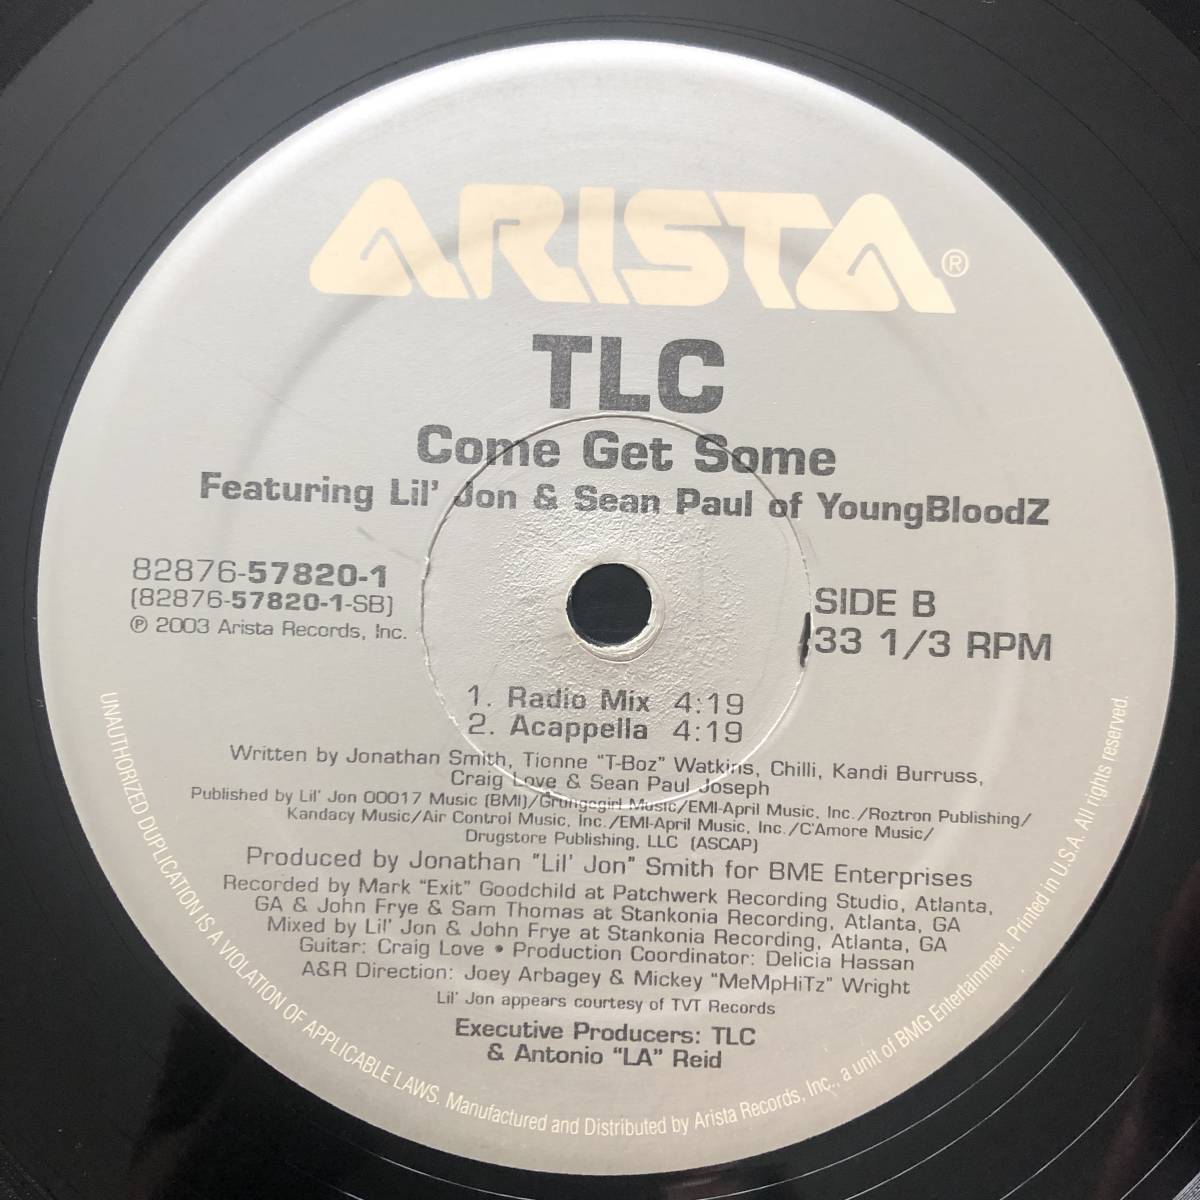 ARISTA®
TLC
Come Get Some
Featuring Lil' Jon & Sean Paul of YoungBloodZ
82876-57820-1
(82876-57820-1-SB)
℗ 2003 Arista Records, Inc.
SIDE B
33 1/3 RPM
1. Radio Mix 4:19
2. Acappella 4:19
Written by Jonathan Smith, Tionne "T-Boz" Watkins, Chilli, Kandi Burruss,
Craig Love & Sean Paul Joseph
Published by Lil' Jon 00017 Music (BMI)/Grungegirl Music/EMI-April Music, Inc./Roztron Publishing/
Kandacy Music/Air Control Music, Inc./EMI-April Music, Inc./C'Amore Music/
Drugstore Publishing, LLC (ASCAP)
Produced by Jonathan "Lil' Jon" Smith for BME Enterprises
Recorded by Mark "Exit" Goodchild at Patchwerk Recording Studio, Atlanta,
GA & John Frye & Sam Thomas at Stankonia Recording, Atlanta, GA
Mixed by Lil' Jon & John Frye at Stankonia Recording, Atlanta, GA
Guitar: Craig Love • Production Coordinator: Delicia Hassan
A&R Direction: Joey Arbagey & Mickey "MeMpHiTz" Wright
Lil' Jon appears courtesy of TVT Records
Executive Producers: TLC
& Antonio "LA" Reid
UNAUTHORIZED DUPLICATION IS A VIOLATION OF APPLICABLE LAWS. Manufactured and Distributed by Arista Records, Inc., a unit of BMG Entertainment. Printed in U.S.A. All rights reserved.